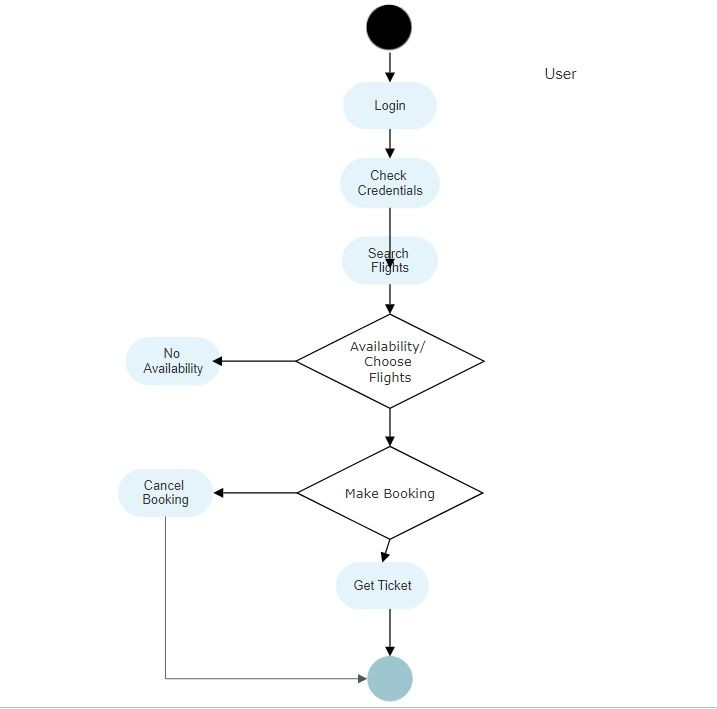 User
Login
Check
Credentials
Search
Flights
Availability/
Choose
Flights
No
Availability
Make Booking
Cancel
Booking
Get Ticket